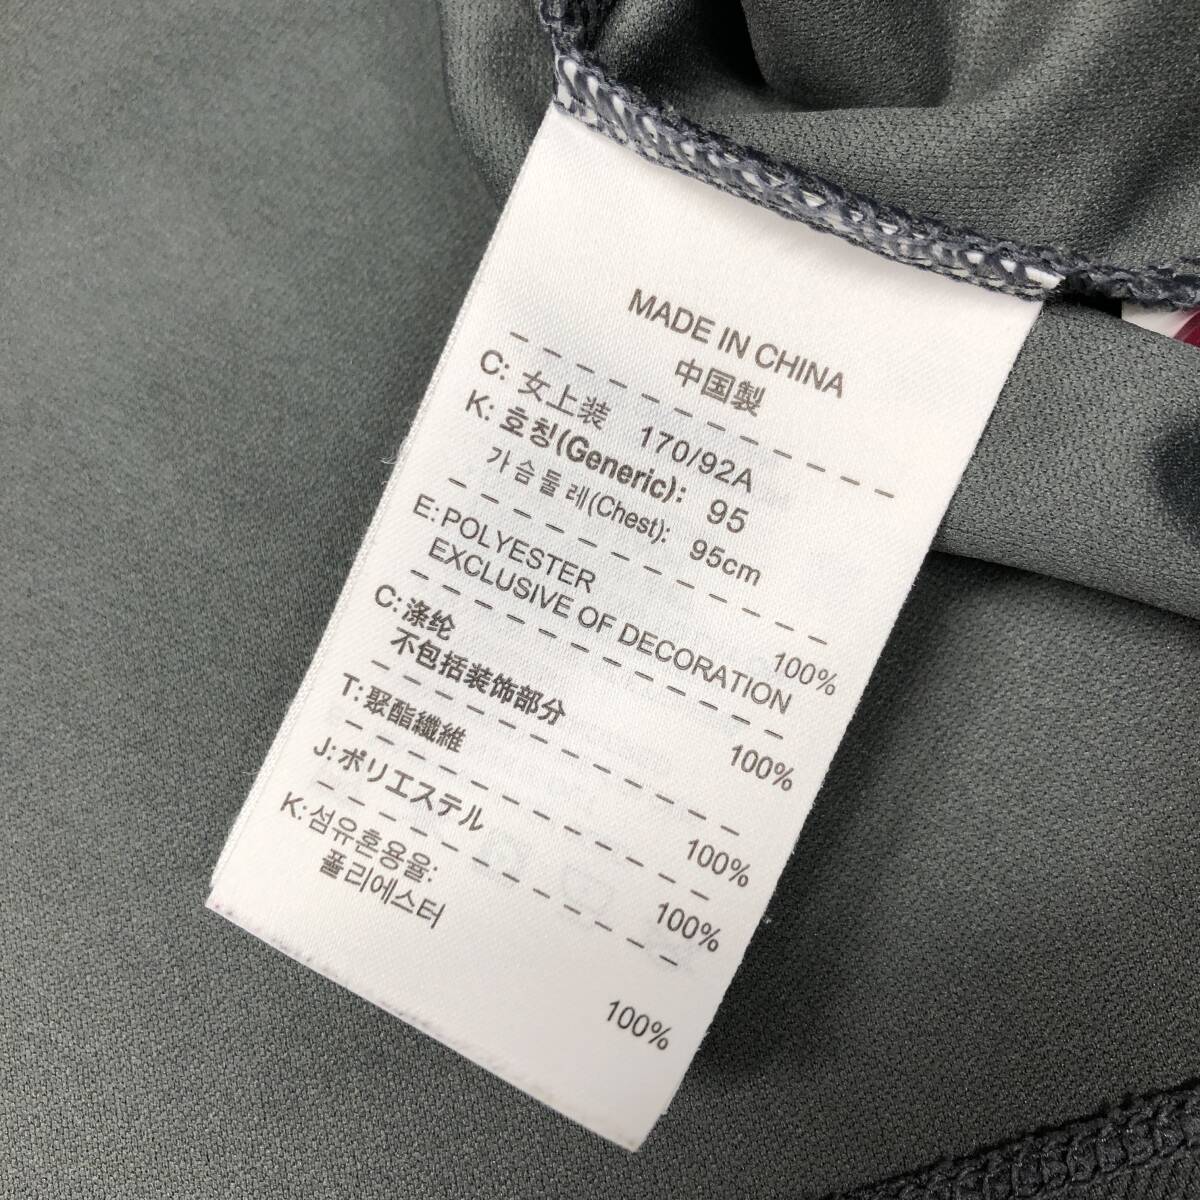 MADE IN CHINA
中国製
C: 女上装 170/92A
K: 호칭(Generic): 95
가슴둘레(Chest): 95cm
E: POLYESTER 100%
EXCLUSIVE OF DECORATION
C: 涤纶 100%
不包括装饰部分
T: 聚酯纖維 100%
J: ポリエステル 100%
K: 섬유혼용율:
폴리에스터 100%